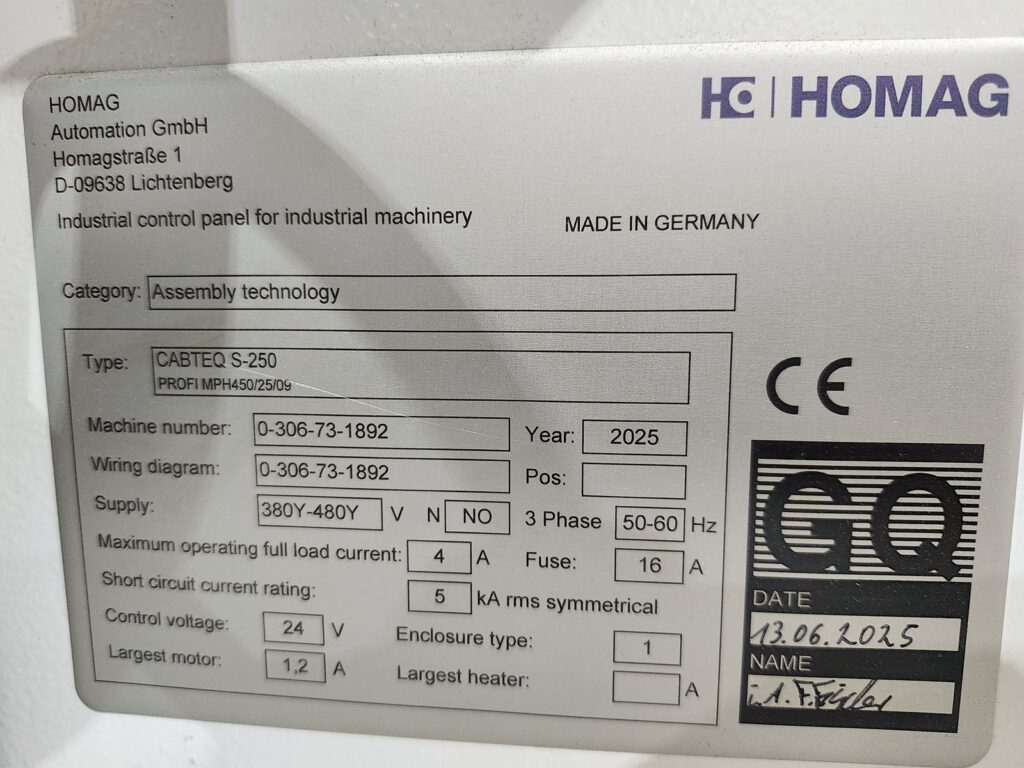 HOMAG
Automation GmbH
Homagstraße 1
D-09638 Lichtenberg
HOMAG
Industrial control panel for industrial machinery
MADE IN GERMANY
Category: Assembly technology
Type: CABTEQ S-250
PROFI MPH450/25/09
Machine number: 0-306-73-1892 Year: 2025
Wiring diagram: 0-306-73-1892 Pos:
Supply: 380Y-480Y V N NO 3 Phase 50-60 Hz
Maximum operating full load current: 4 A Fuse: 16 A
Short circuit current rating: 5 kA rms symmetrical
Control voltage: 24 V Enclosure type: 1
Largest motor: 1,2 A Largest heater: A
CE
GQ
DATE
13.06.2025
NAME
i.A. F.